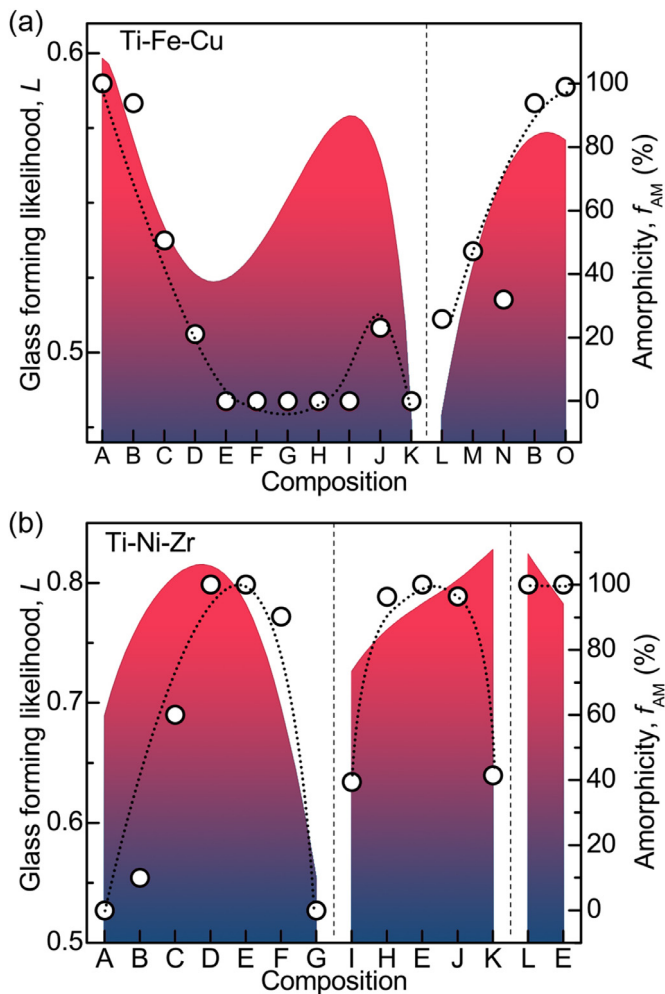 (a)
Ti-Fe-Cu
0.6
0.5
Glass forming likelihood, L
100
80
60
40
20
0
Amorphicity, f_AM (%)
A B C D E F G H I J K L M N B O
Composition
(b)
Ti-Ni-Zr
0.8
0.7
0.6
0.5
Glass forming likelihood, L
100
80
60
40
20
0
Amorphicity, f_AM (%)
A B C D E F G I H E J K L E
Composition